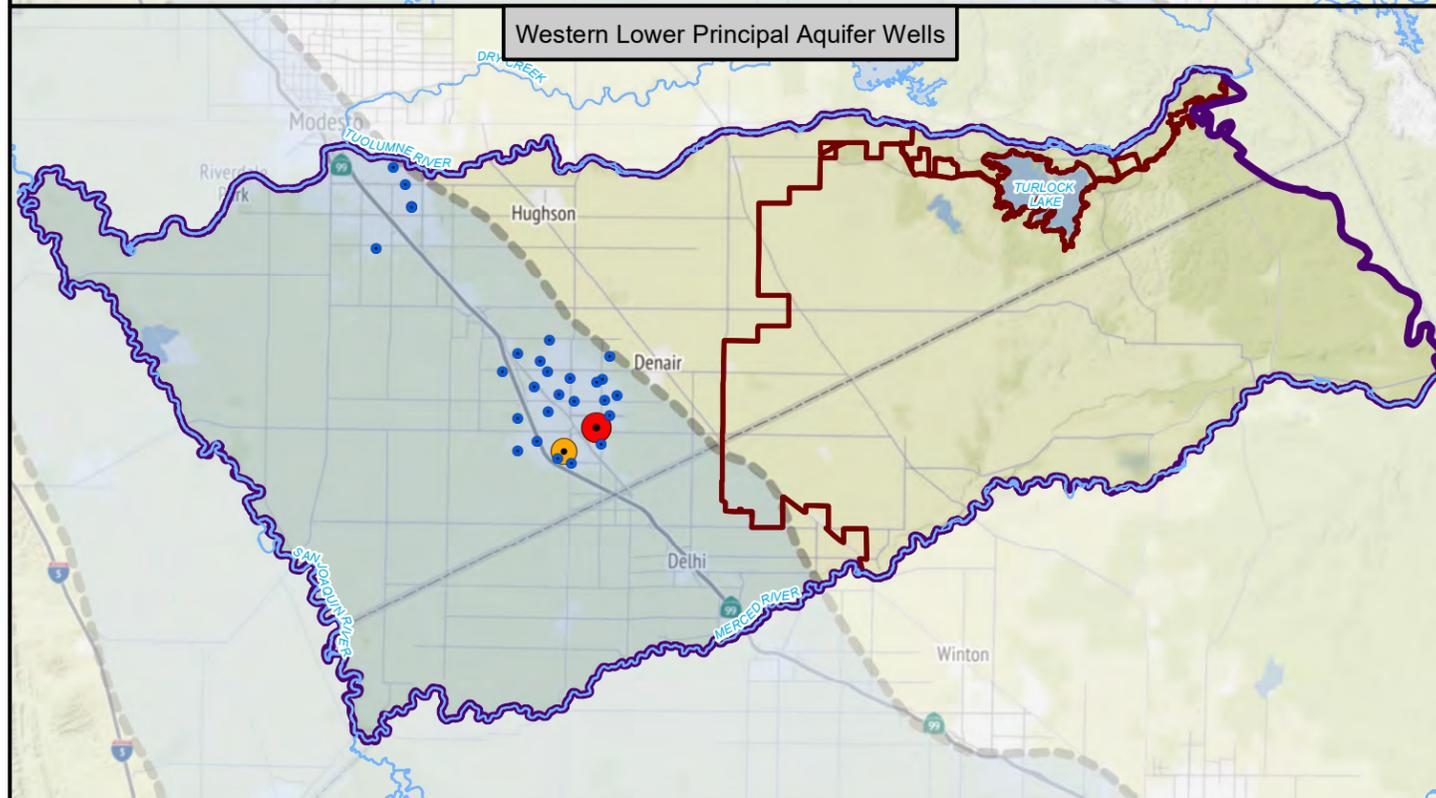 Western Lower Principal Aquifer Wells
DRY CREEK
Modesto
TUOLUMNE RIVER
99
Riverdale
Park
TURLOCK
LAKE
Hughson
Denair
SAN JOAQUIN RIVER
5
Delhi
99
MERCED RIVER
Winton
99
5